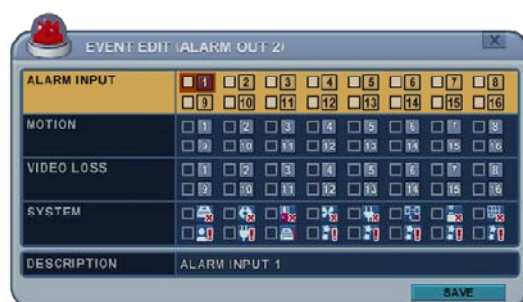 EVENT EDIT (ALARM OUT 2)
X
ALARM INPUT 1 2 3 4 5 6 7 8
9 10 11 12 13 14 15 16
MOTION 1 2 3 4 5 6 7 8
9 10 11 12 13 14 15 16
VIDEO LOSS 1 2 3 4 5 6 7 8
9 10 11 12 13 14 15 16
SYSTEM
DESCRIPTION ALARM INPUT 1
SAVE